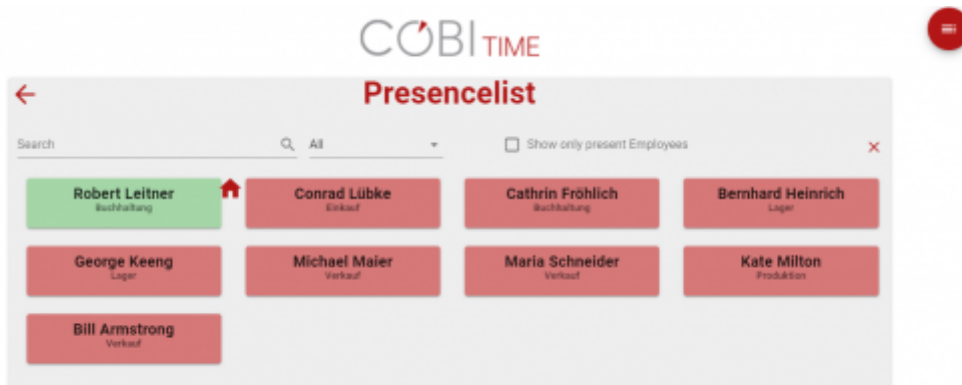 COBI TIME
Presencelist
Search All Show only present Employees
Robert Leitner Conrad Lübke Cathrin Fröhlich Bernhard Heinrich
Buchhaltung Einkauf Buchhaltung Lager
George Keeng Michael Maier Maria Schneider Kate Milton
Lager Verkauf Verkauf Produktion
Bill Armstrong
Verkauf